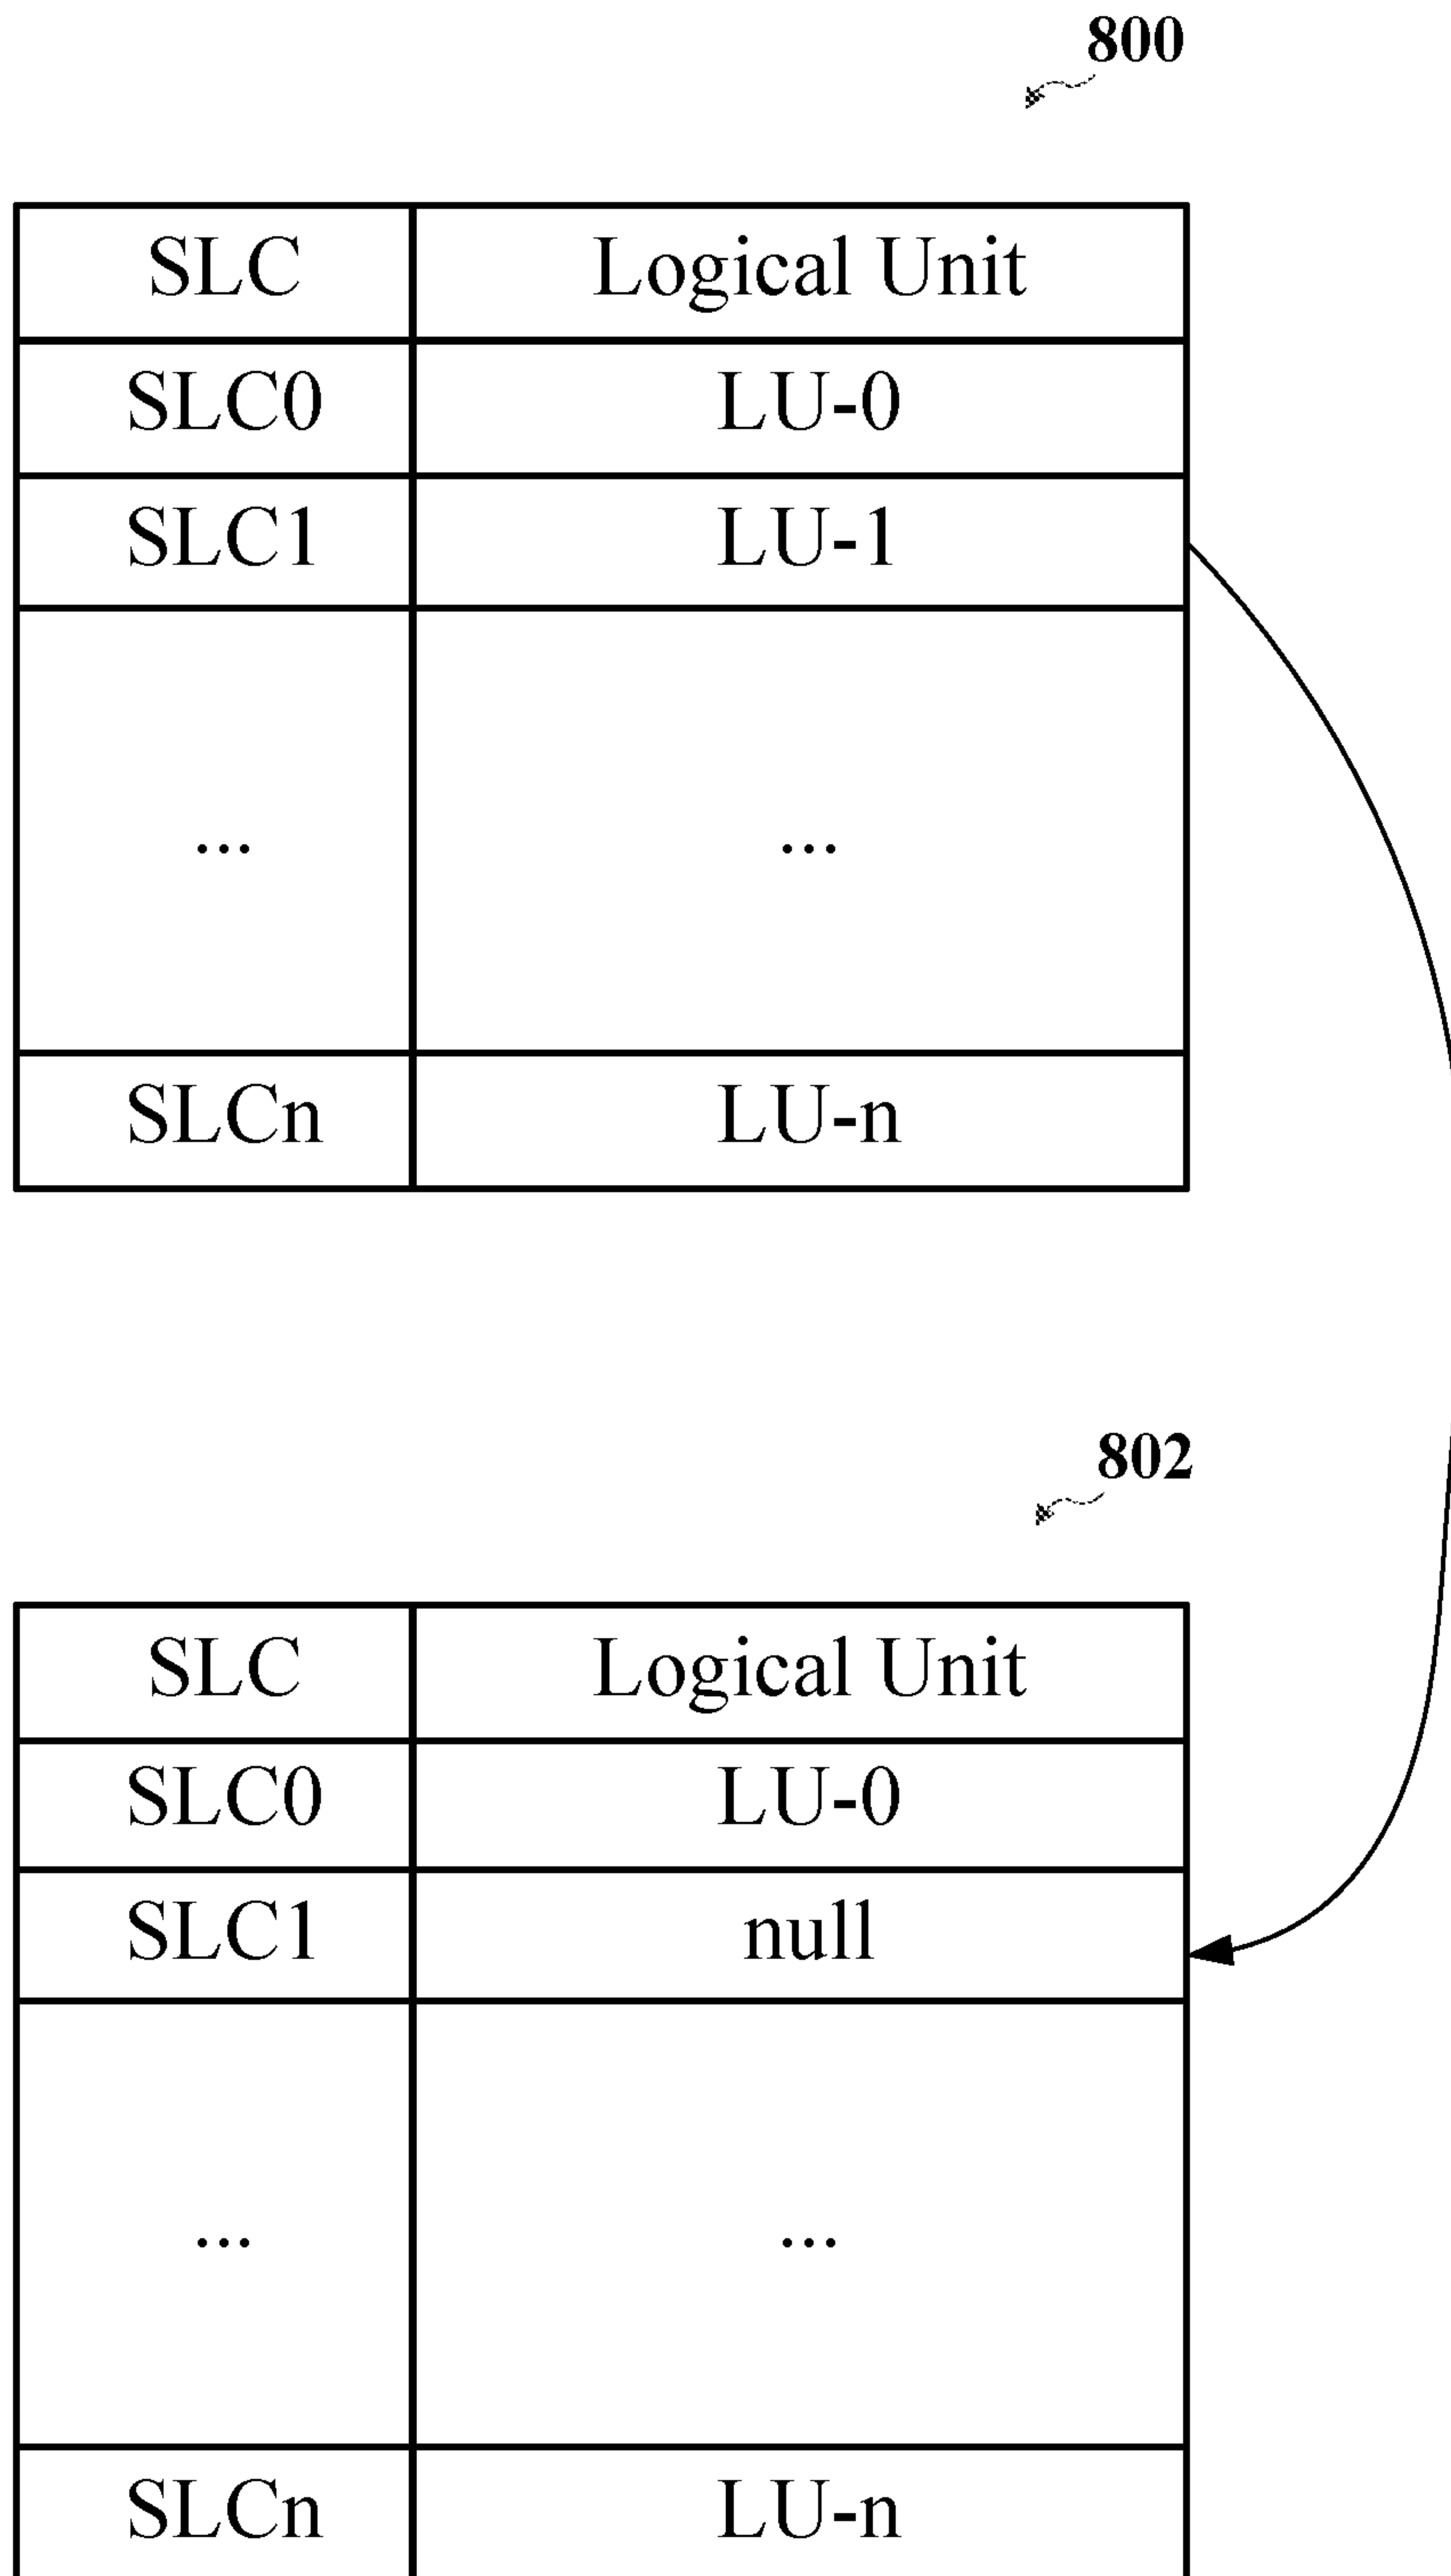 800
SLC Logical Unit
SLC0 LU-0
SLC1 LU-1
... ...
SLCn LU-n
802
SLC Logical Unit
SLC0 LU-0
SLC1 null
... ...
SLCn LU-n